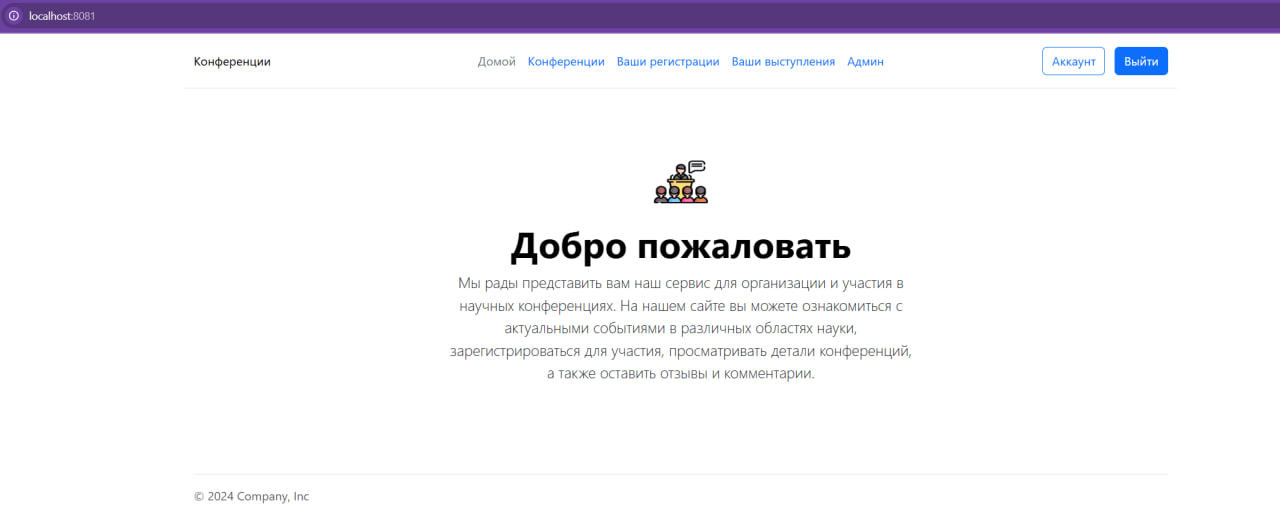 localhost:8081
Конференции
Домой Конференции Ваши регистрации Ваши выступления Админ
Аккаунт Выйти
Добро пожаловать
Мы рады представить вам наш сервис для организации и участия в
научных конференциях. На нашем сайте вы можете ознакомиться с
актуальными событиями в различных областях науки,
зарегистрироваться для участия, просматривать детали конференций,
а также оставить отзывы и комментарии.
© 2024 Company, Inc